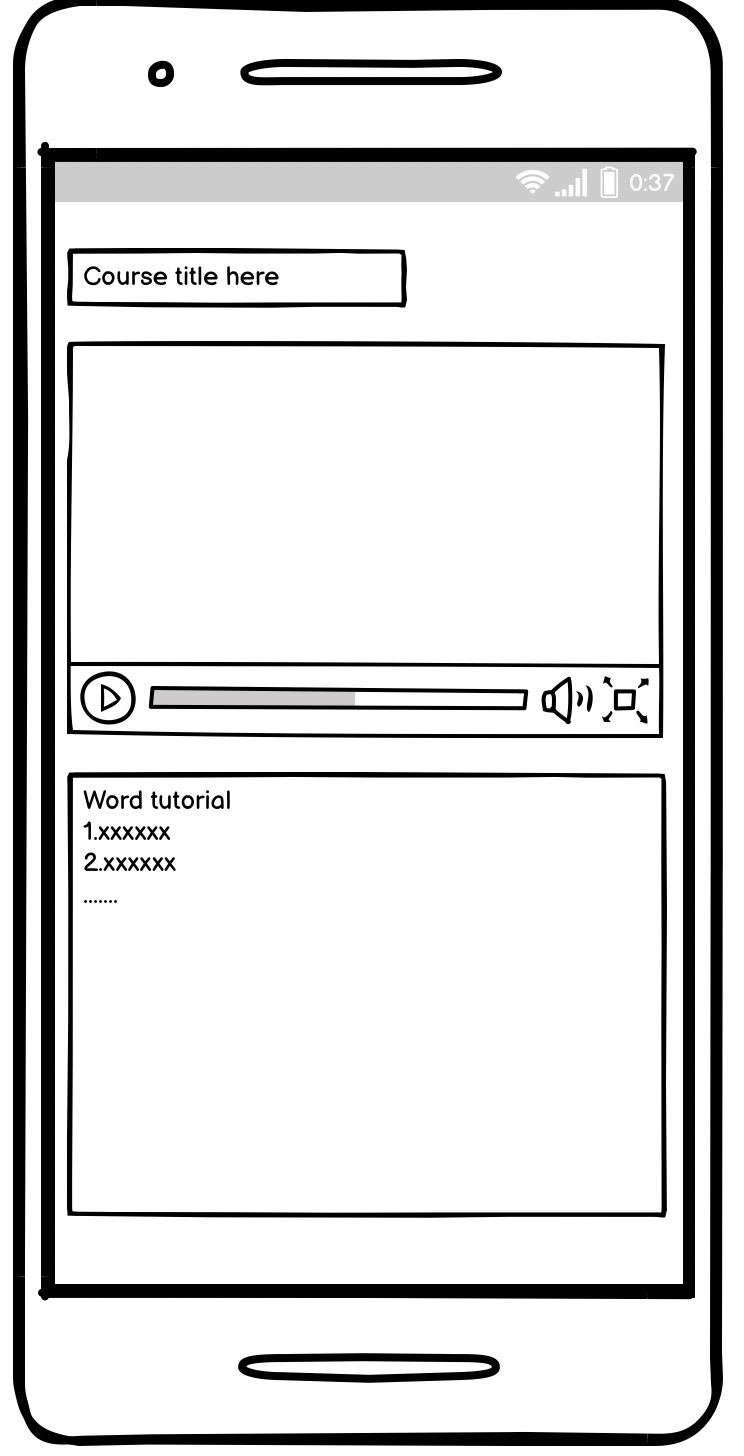 0:37
Course title here
Word tutorial
1.xxxxxx
2.xxxxxx
.......